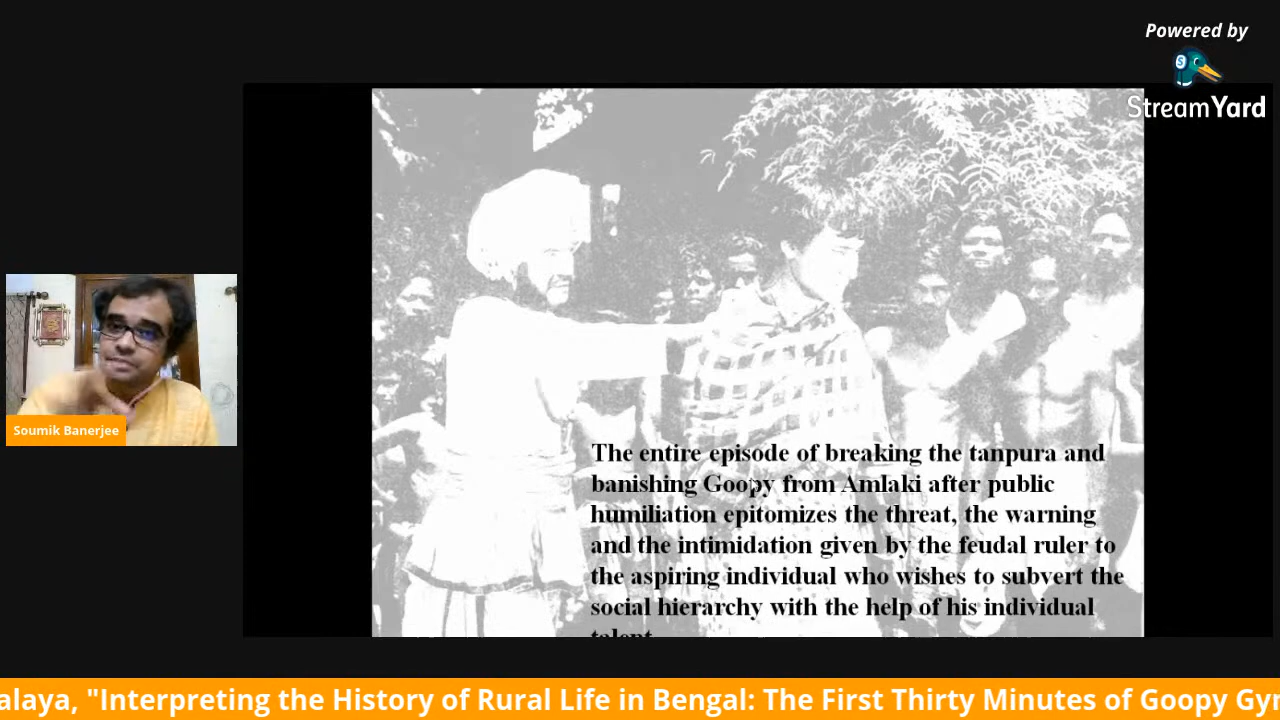 Powered by
StreamYard
Soumik Banerjee
The entire episode of breaking the tanpura and
banishing Goopy from Amlaki after public
humiliation epitomizes the threat, the warning
and the intimidation given by the feudal ruler to
the aspiring individual who wishes to subvert the
social hierarchy with the help of his individual
talent
alaya, "Interpreting the History of Rural Life in Bengal: The First Thirty Minutes of Goopy Gy